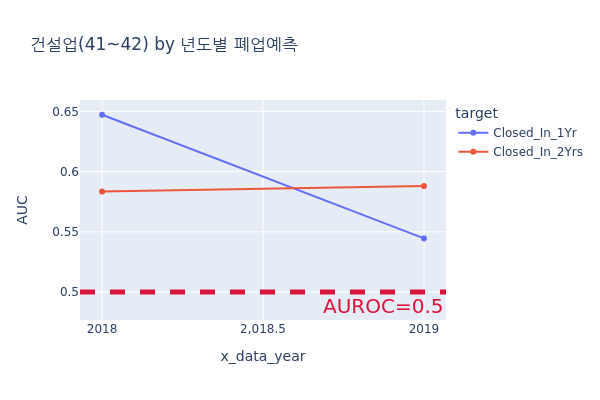 건설업(41~42) by 년도별 폐업예측
0.65
0.6
0.55
0.5
AUC
AUROC=0.5
2018
2,018.5
2019
x_data_year
target
Closed_In_1Yr
Closed_In_2Yrs